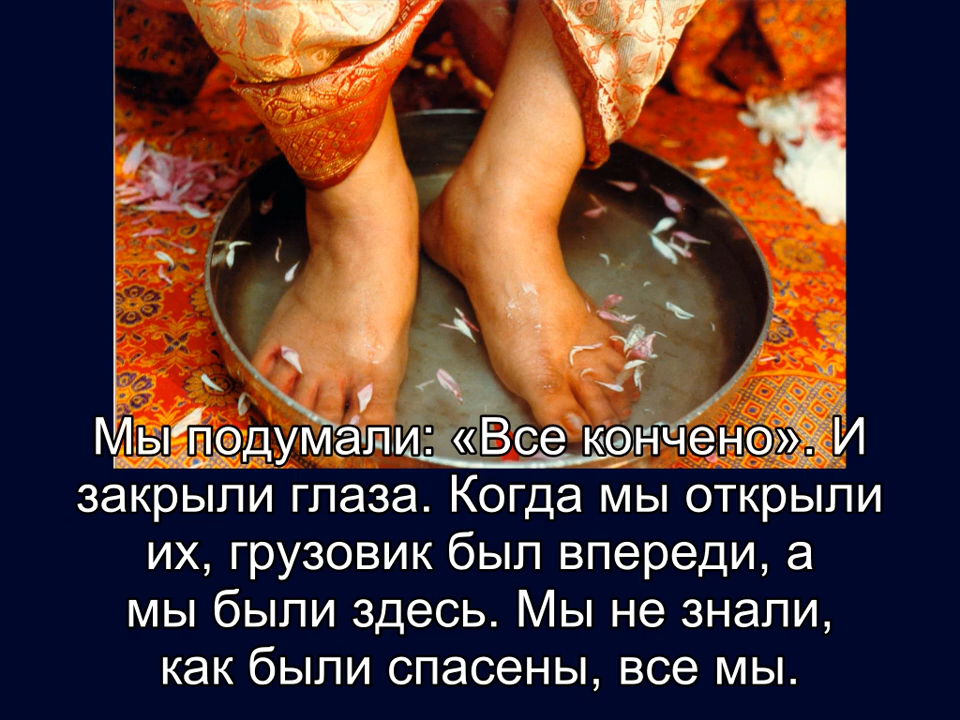 Мы подумали: «Все кончено». И
закрыли глаза. Когда мы открыли
их, грузовик был впереди, а
мы были здесь. Мы не знали,
как были спасены, все мы.